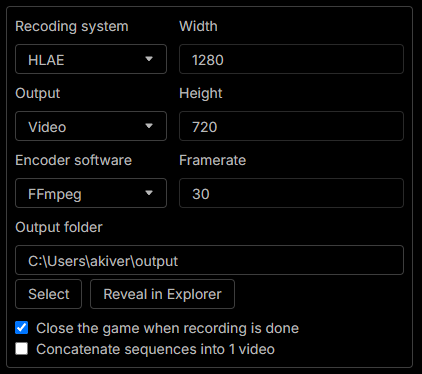 Recoding system Width
HLAE 1280
Output Height
Video 720
Encoder software Framerate
FFmpeg 30
Output folder
C:\Users\akiver\output
Select Reveal in Explorer
Close the game when recording is done
Concatenate sequences into 1 video